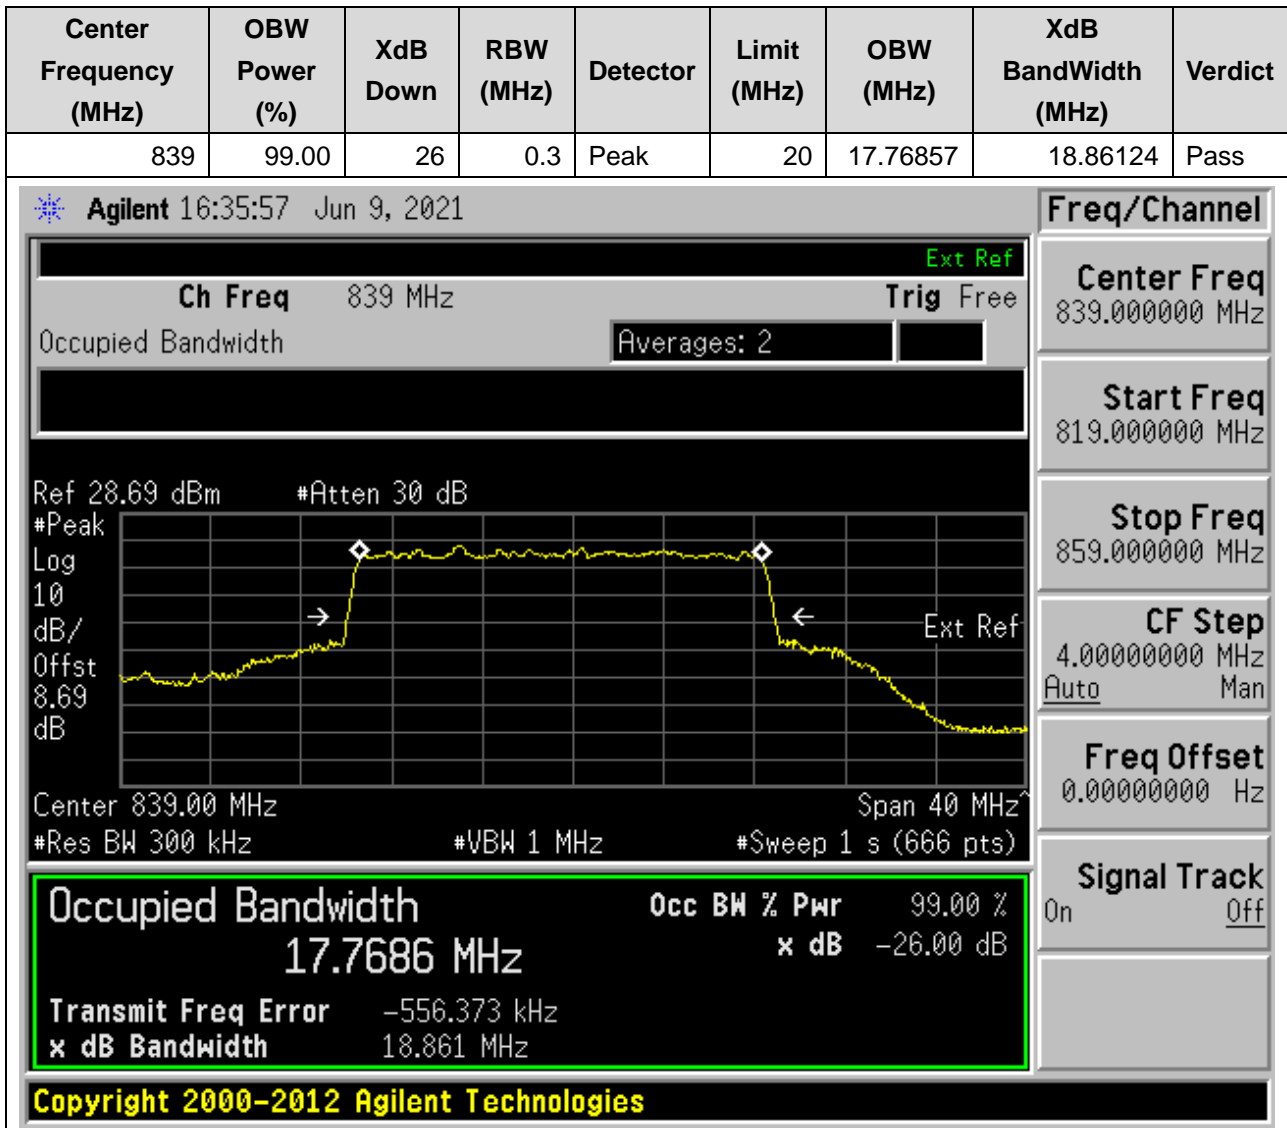 Center Frequency (MHz) OBW Power (%) XdB Down RBW (MHz) Detector Limit (MHz) OBW (MHz) XdB BandWidth (MHz) Verdict
839 99.00 26 0.3 Peak 20 17.76857 18.86124 Pass
Agilent 16:35:57 Jun 9, 2021
Freq/Channel
Ext Ref
Ch Freq 839 MHz Trig Free
Occupied Bandwidth Averages: 2
Ref 28.69 dBm #Atten 30 dB
#Peak
Log
10
dB/
Offst
8.69
dB
Ext Ref
Center 839.00 MHz Span 40 MHz^
#Res BW 300 kHz #VBW 1 MHz #Sweep 1 s (666 pts)
Occupied Bandwidth Occ BW % Pwr 99.00 %
17.7686 MHz x dB -26.00 dB
Transmit Freq Error -556.373 kHz
x dB Bandwidth 18.861 MHz
Center Freq
839.000000 MHz
Start Freq
819.000000 MHz
Stop Freq
859.000000 MHz
CF Step
4.00000000 MHz
Auto Man
Freq Offset
0.00000000 Hz
Signal Track
On Off
Copyright 2000-2012 Agilent Technologies